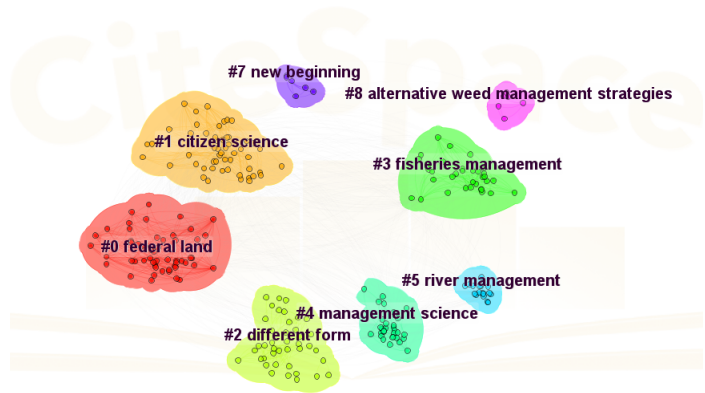 CiteSpace
#7 new beginning
#8 alternative weed management strategies
#1 citizen science
#3 fisheries management
#0 federal land
#5 river management
#4 management science
#2 different form